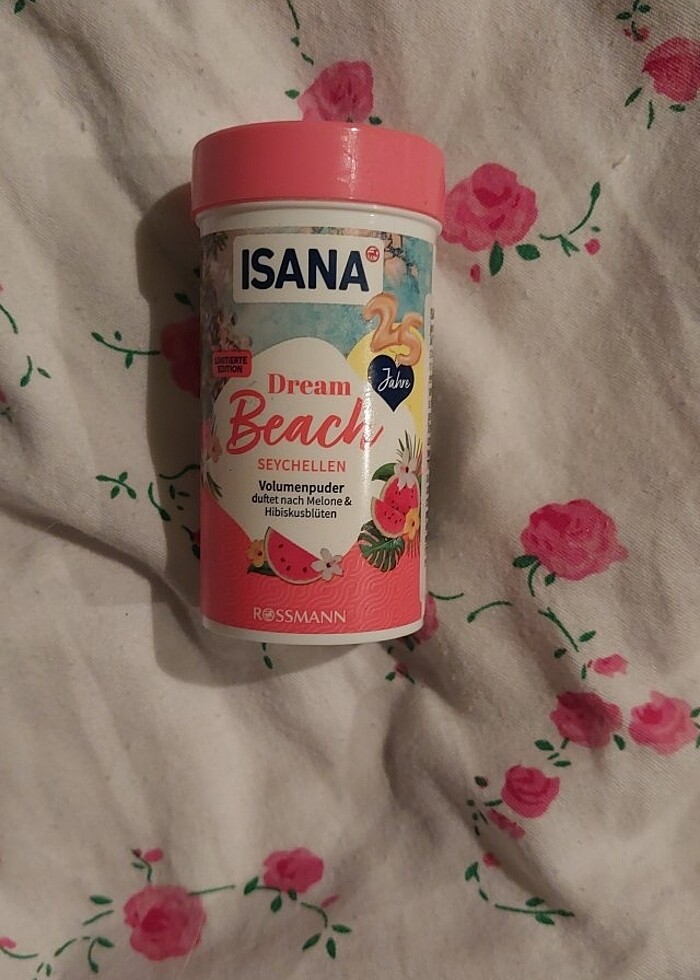 ISANA
25
Jahre
LIMITIERTE
EDITION
Dream
Beach
SEYCHELLEN
Volumenpuder
duftet nach Melone &
Hibiskusblüten
ROSSMANN